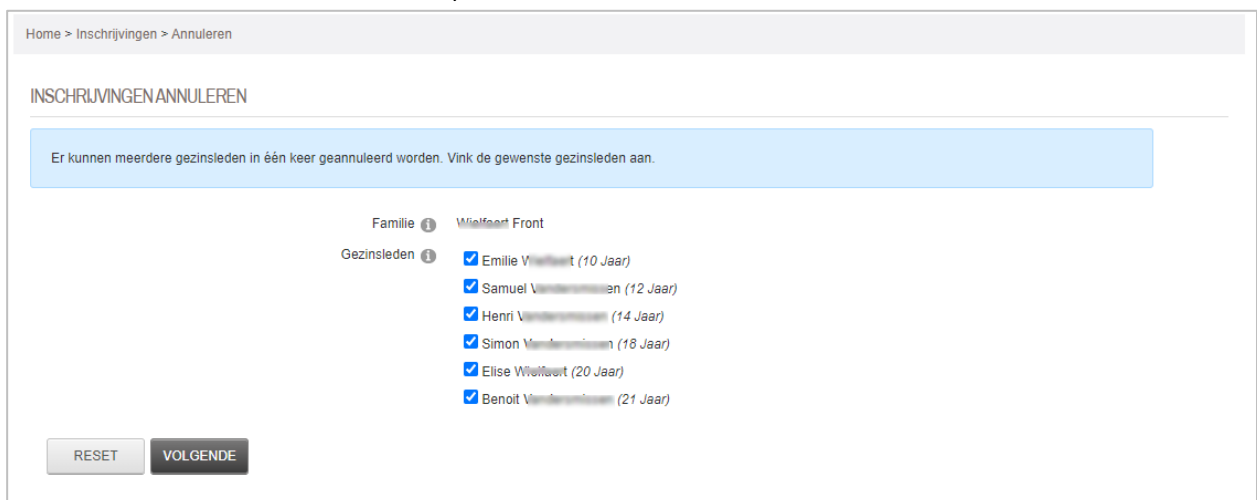 Home > Inschrijvingen > Annuleren
INSCHRIJVINGEN ANNULEREN
Er kunnen meerdere gezinsleden in één keer geannuleerd worden. Vink de gewenste gezinsleden aan.
Familie Front
Gezinsleden Emilie (10 Jaar)
Samuel (12 Jaar)
Henri (14 Jaar)
Simon (18 Jaar)
Elise (20 Jaar)
Benoit (21 Jaar)
RESET VOLGENDE